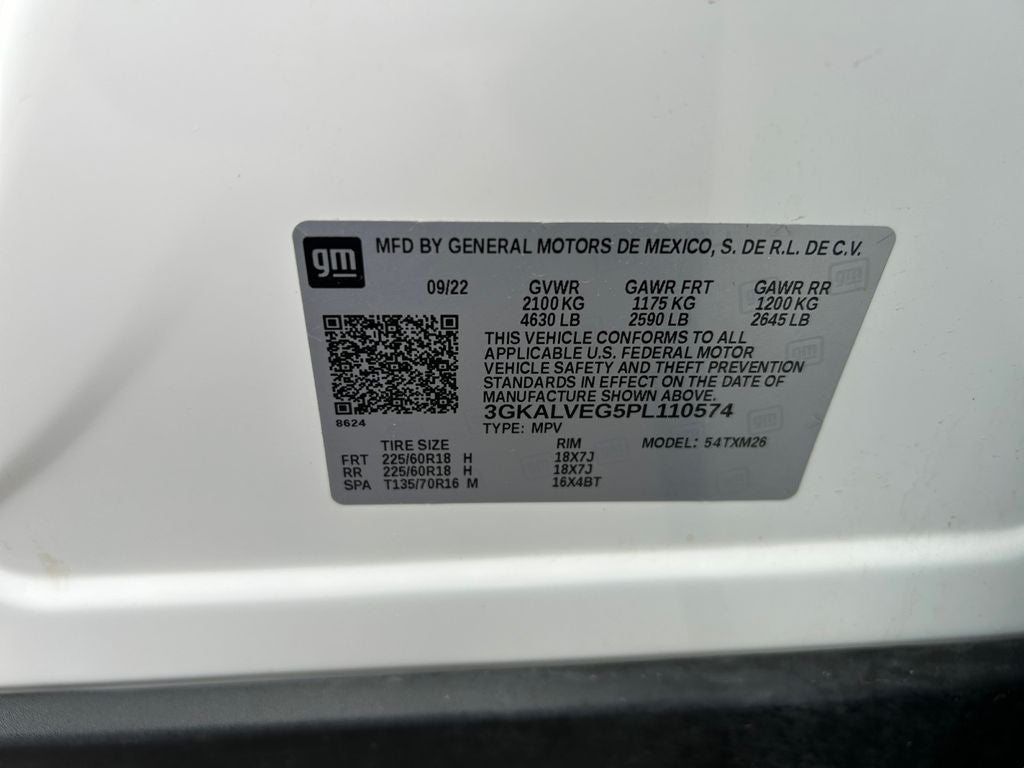 gm MFD BY GENERAL MOTORS DE MEXICO, S. DE R.L. DE C.V.
09/22 GVWR GAWR FRT GAWR RR
2100 KG 1175 KG 1200 KG
4630 LB 2590 LB 2645 LB
THIS VEHICLE CONFORMS TO ALL
APPLICABLE U.S. FEDERAL MOTOR
VEHICLE SAFETY AND THEFT PREVENTION
STANDARDS IN EFFECT ON THE DATE OF
MANUFACTURE SHOWN ABOVE.
3GKALVEG5PL110574
8624
TYPE: MPV
TIRE SIZE RIM MODEL: 54TXM26
FRT 225/60R18 H 18X7J
RR 225/60R18 H 18X7J
SPA T135/70R16 M 16X4BT